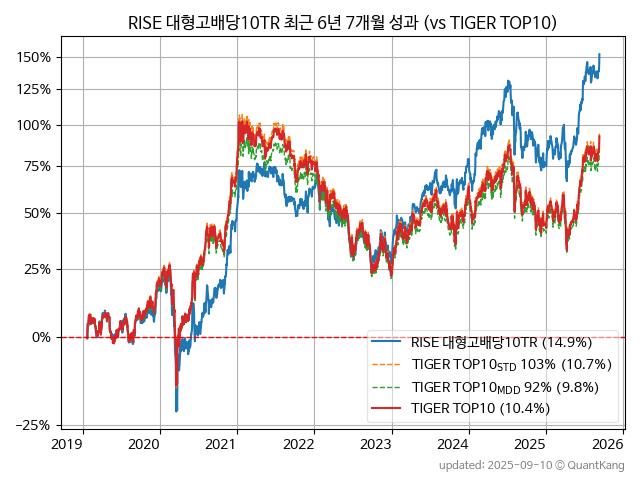 RISE 대형고배당10TR 최근 6년 7개월 성과 (vs TIGER TOP10)
150%
125%
100%
75%
50%
25%
0%
-25%
RISE 대형고배당10TR (14.9%)
TIGER TOP10STD 103% (10.7%)
TIGER TOP10MDD 92% (9.8%)
TIGER TOP10 (10.4%)
2019 2020 2021 2022 2023 2024 2025 2026
updated: 2025-09-10 © QuantKang